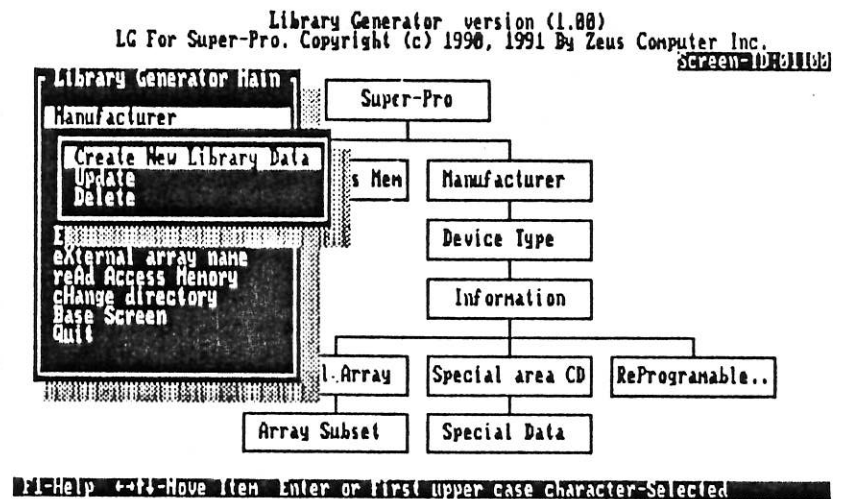 Library Generator version (1.00)
LG For Super-Pro. Copyright (c) 1990, 1991 By Zeus Computer Inc.
Screen-ID:01100
Library Generator Main
Manufacturer
Create New Library Data
Update
Delete
E
eXternal array name
reAd Access Memory
cHange directory
Base Screen
Quit
Super-Pro
s Mem
Manufacturer
Device Type
Information
l.Array
Special area CD
ReProgramable..
Array Subset
Special Data
F1-Help ←→↑↓-Move Item Enter or First upper case character-Selected